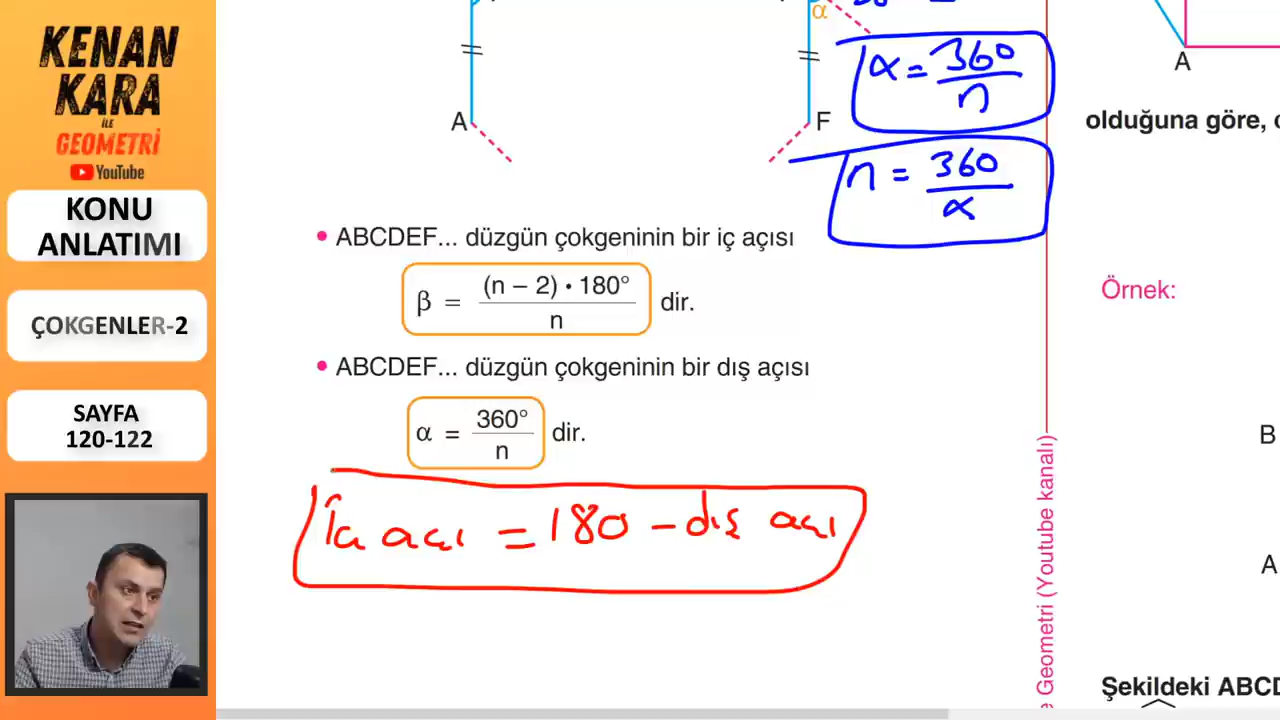 KENAN
KARA
İLE
GEOMETRİ
YouTube
KONU
ANLATIMI
ÇOKGENLER-2
SAYFA
120-122
A
F
α
α = 360/n
n = 360/α
• ABCDEF... düzgün çokgeninin bir iç açısı
β = (n – 2) • 180° / n dir.
• ABCDEF... düzgün çokgeninin bir dış açısı
α = 360° / n dir.
İç açı = 180 – dış açı
Geometri (Youtube kanalı)
A
olduğuna göre,
Örnek:
B
A
Şekildeki ABCD